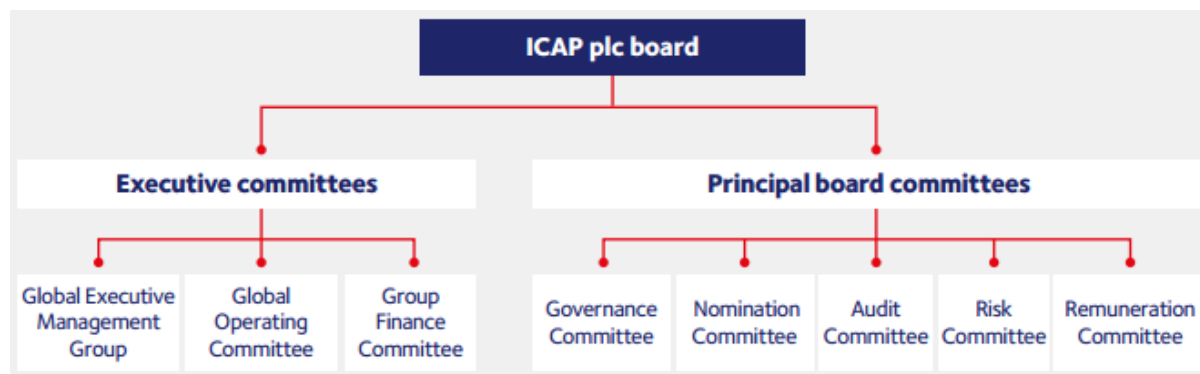 ICAP plc board
Executive committees
Principal board committees
Global Executive
Management
Group
Global
Operating
Committee
Group
Finance
Committee
Governance
Committee
Nomination
Committee
Audit
Committee
Risk
Committee
Remuneration
Committee